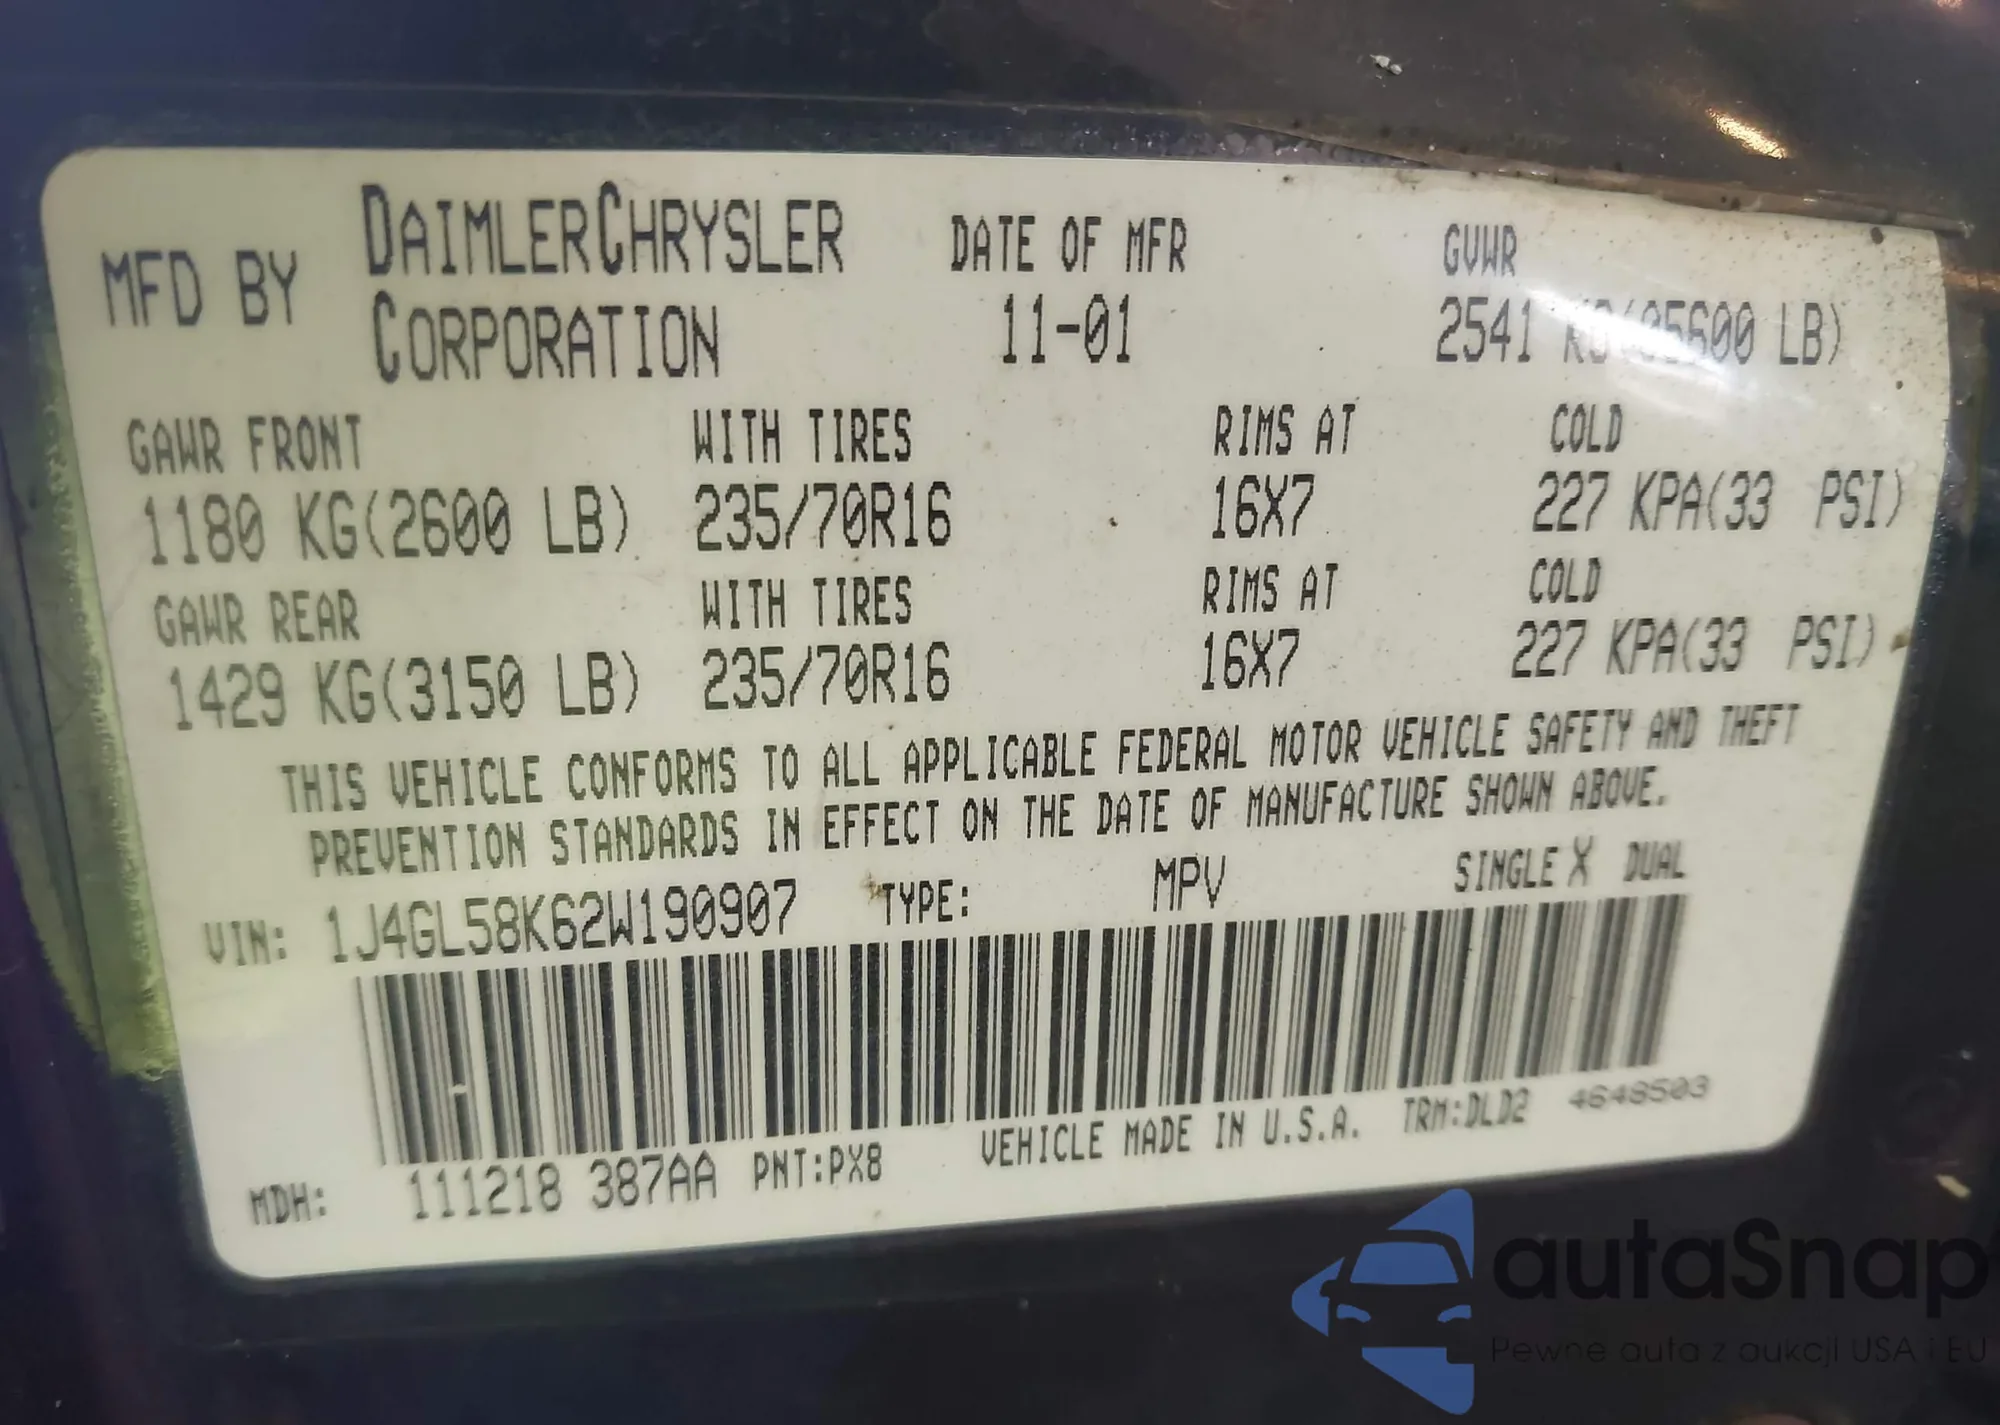 MFD BY DAIMLERCHRYSLER CORPORATION
DATE OF MFR
11-01
GVWR
2541 KG(05600 LB)
GAWR FRONT WITH TIRES RIMS AT COLD
1180 KG(2600 LB) 235/70R16 16X7 227 KPA(33 PSI)
GAWR REAR WITH TIRES RIMS AT COLD
1429 KG(3150 LB) 235/70R16 16X7 227 KPA(33 PSI)
THIS VEHICLE CONFORMS TO ALL APPLICABLE FEDERAL MOTOR VEHICLE SAFETY AND THEFT
PREVENTION STANDARDS IN EFFECT ON THE DATE OF MANUFACTURE SHOWN ABOVE.
VIN: 1J4GL58K62W190907 TYPE: MPV SINGLE X DUAL
MDH: 111218 387AA PNT:PX8 VEHICLE MADE IN U.S.A. TRM:DLD2 4648503
autaSnap
Pewne auta z aukcji USA i EU